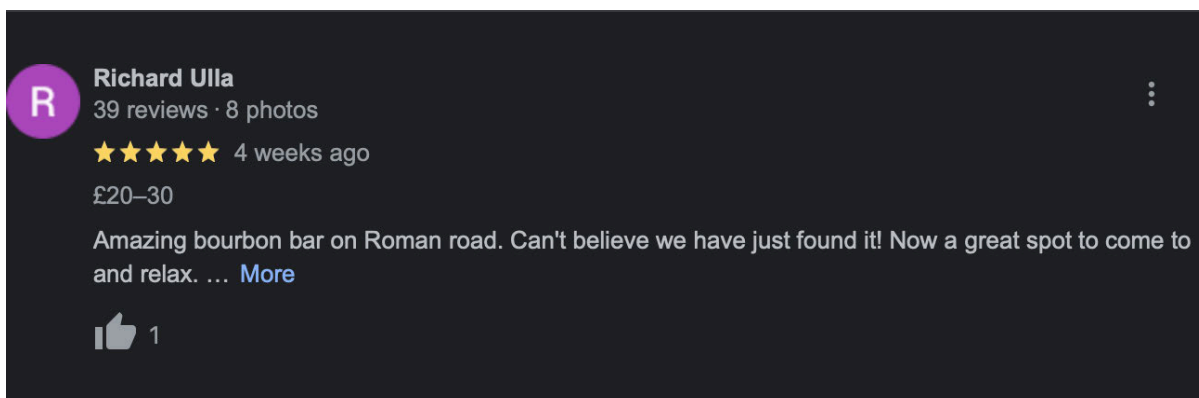 R
Richard Ulla
39 reviews · 8 photos
4 weeks ago
£20–30
Amazing bourbon bar on Roman road. Can't believe we have just found it! Now a great spot to come to
and relax. … More
1